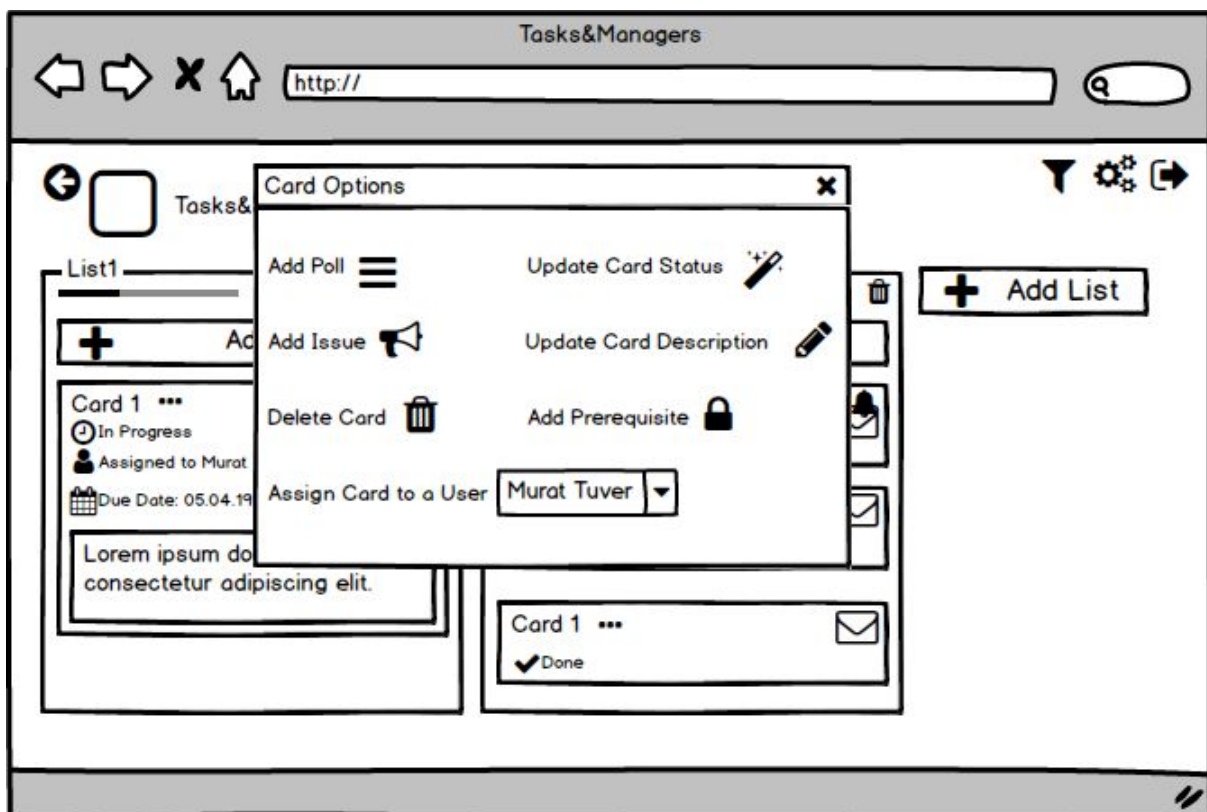 Tasks&Managers
http://
Card Options
Tasks&
List1
Add Poll
Update Card Status
Add List
Add Issue
Update Card Description
Card 1 •••
In Progress
Delete Card
Add Prerequisite
Assigned to Murat
Due Date: 05.04.19
Assign Card to a User
Murat Tuver
Lorem ipsum do
consectetur adipiscing elit.
Card 1 •••
Done